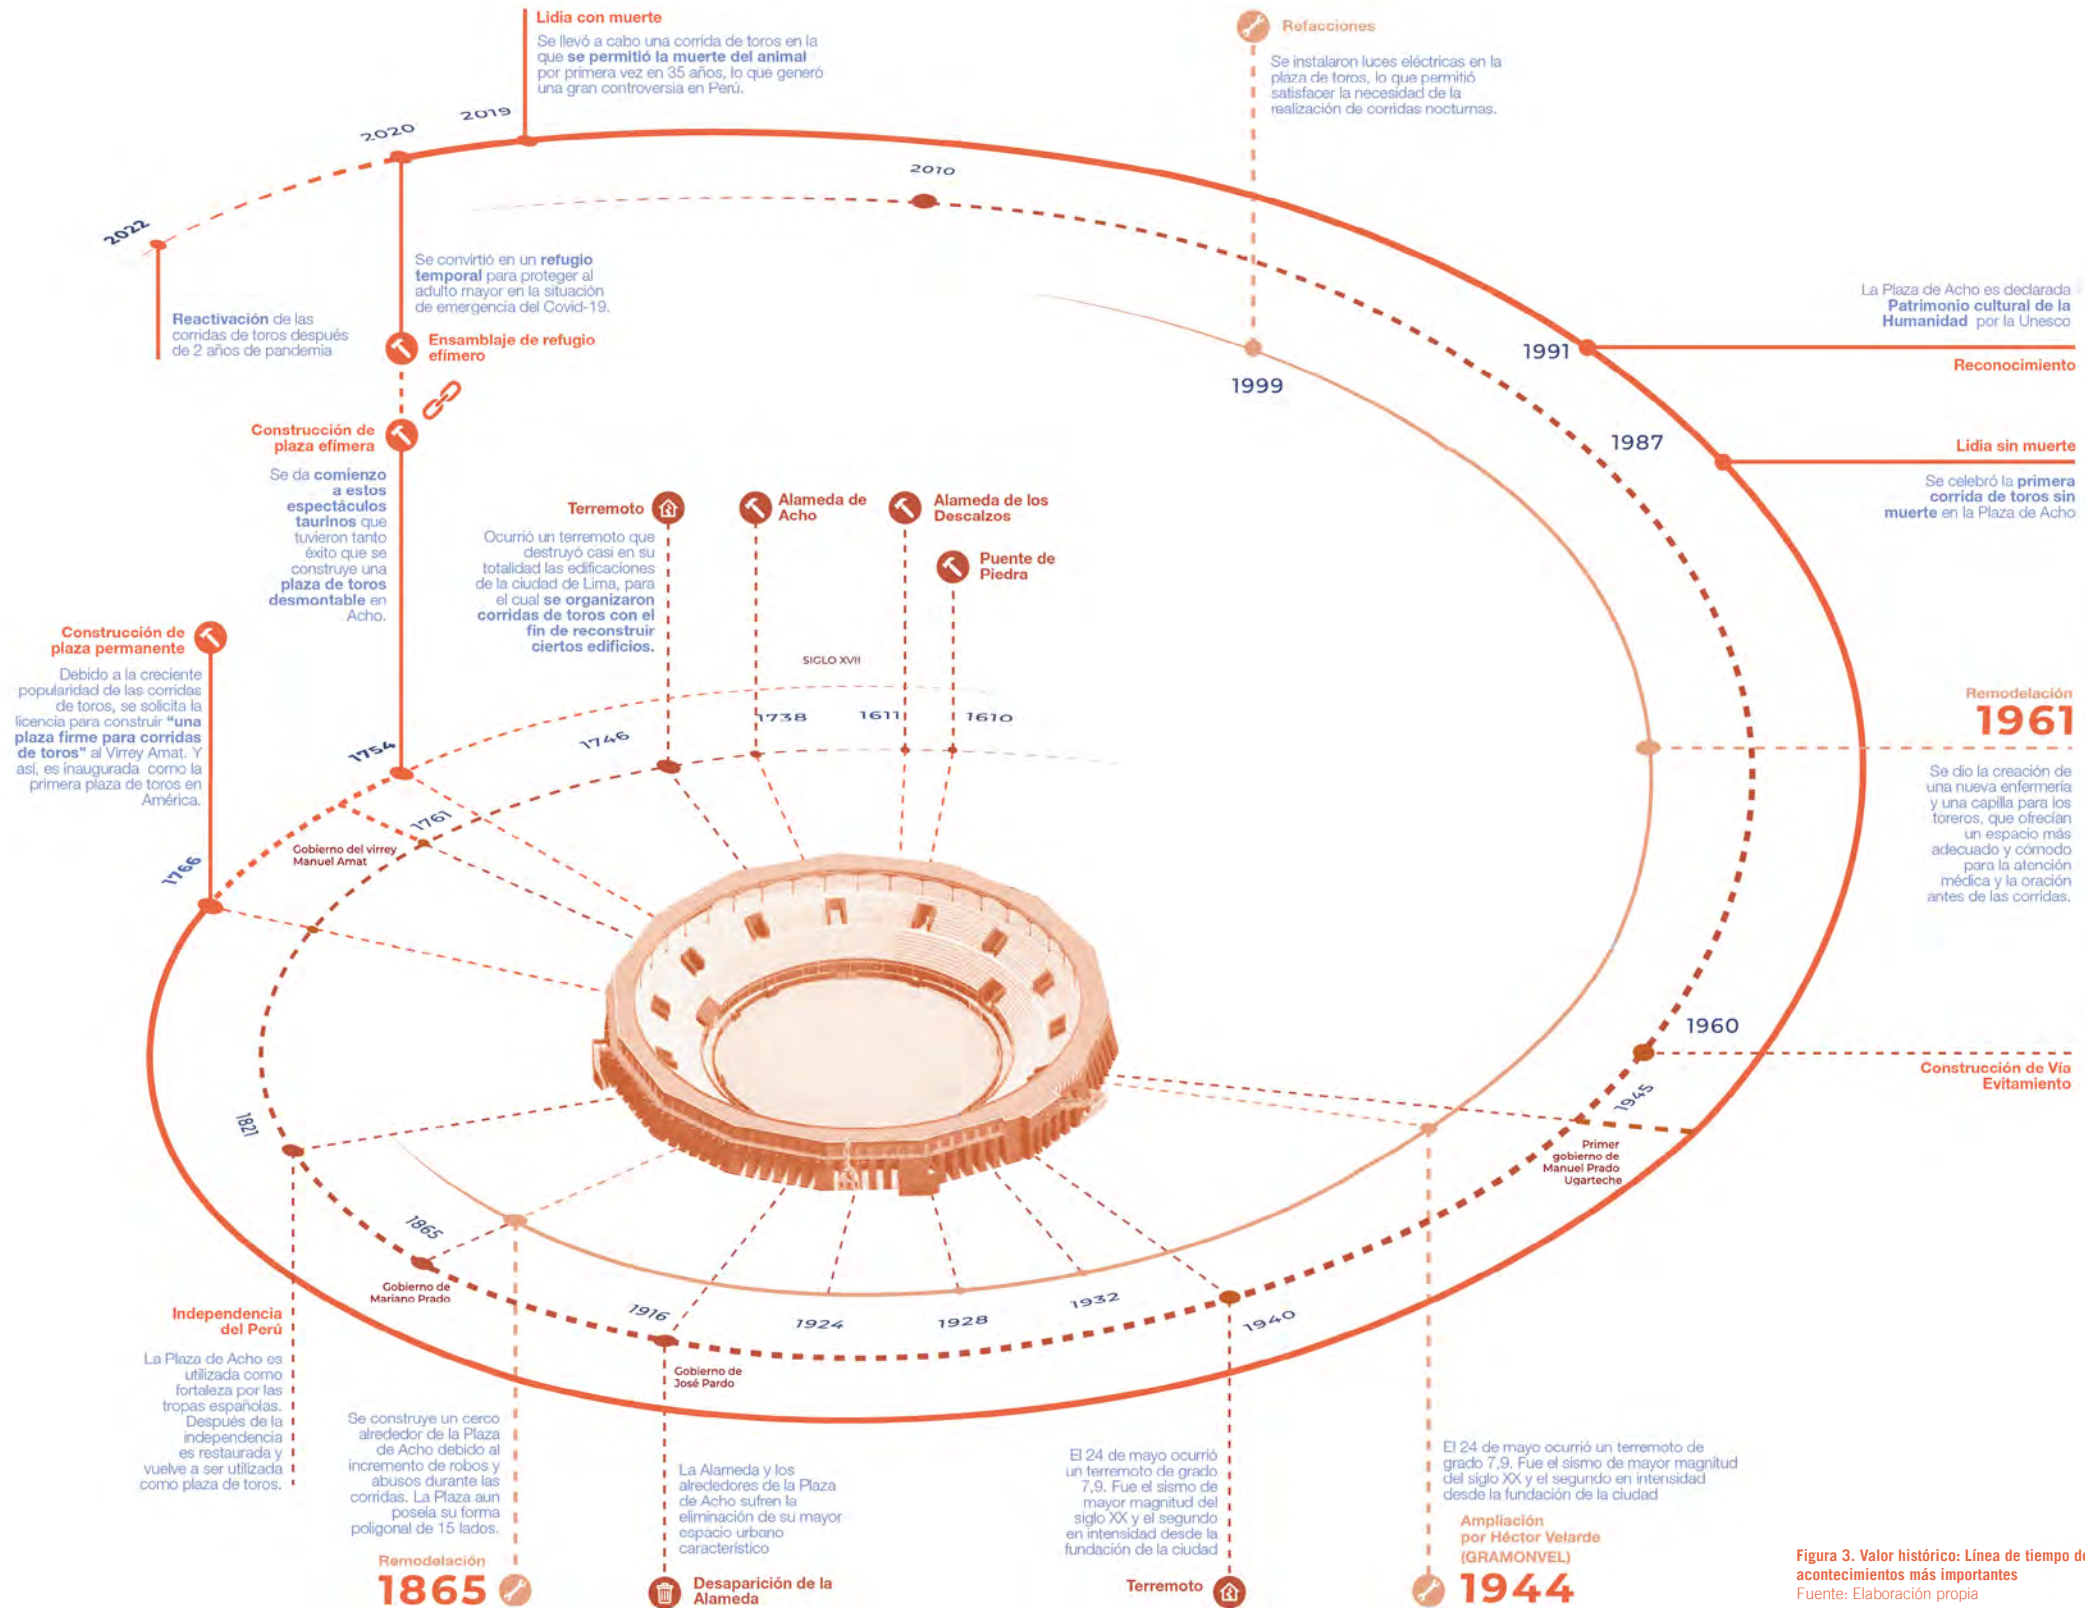 Lidia con muerte
Se llevó a cabo una corrida de toros en la
que se permitió la muerte del animal
por primera vez en 35 años, lo que generó
una gran controversia en Perú.
Refacciones
Se instalaron luces eléctricas en la
plaza de toros, lo que permitió
satisfacer la necesidad de la
realización de corridas nocturnas.
2019
2020
2010
2022
Se convirtió en un refugio
temporal para proteger al
adulto mayor en la situación
de emergencia del Covid-19.
Ensamblaje de refugio
efímero
Reactivación de las
corridas de toros después
de 2 años de pandemia
La Plaza de Acho es declarada
Patrimonio cultural de la
Humanidad por la Unesco
1991
Reconocimiento
1999
1987
Lidia sin muerte
Se celebró la primera
corrida de toros sin
muerte en la Plaza de Acho
Construcción de
plaza efímera
Se da comienzo
a estos
espectáculos
taurinos que
tuvieron tanto
éxito que se
construye una
plaza de toros
desmontable en
Acho.
Terremoto
Ocurrió un terremoto que
destruyó casi en su
totalidad las edificaciones
de la ciudad de Lima, para
el cual se organizaron
corridas de toros con el
fin de reconstruir
ciertos edificios.
Alameda de
Acho
Alameda de los
Descalzos
Puente de
Piedra
Construcción de
plaza permanente
Debido a la creciente
popularidad de las corridas
de toros, se solicita la
licencia para construir "una
plaza firme para corridas
de toros" al Virrey Amat. Y
así, es inaugurada como la
primera plaza de toros en
América.
SIGLO XVII
1738
1611
1610
1746
1754
1761
Gobierno del virrey
Manuel Amat
1766
Remodelación
1961
Se dio la creación de
una nueva enfermería
y una capilla para los
toreros, que ofrecían
un espacio más
adecuado y cómodo
para la atención
médica y la oración
antes de las corridas.
1960
Construcción de Vía
Evitamiento
1945
Primer
gobierno de
Manuel Prado
Ugarteche
1821
1865
Gobierno de
Mariano Prado
1916
Gobierno de
José Pardo
1924
1928
1932
1940
Independencia
del Perú
La Plaza de Acho es
utilizada como
fortaleza por las
tropas españolas.
Después de la
independencia
es restaurada y
vuelve a ser utilizada
como plaza de toros.
Se construye un cerco
alrededor de la Plaza
de Acho debido al
incremento de robos y
abusos durante las
corridas. La Plaza aun
poseía su forma
poligonal de 15 lados.
Remodelación
1865
La Alameda y los
alrededores de la Plaza
de Acho sufren la
eliminación de su mayor
espacio urbano
característico
Desaparición de la
Alameda
El 24 de mayo ocurrió
un terremoto de grado
7,9. Fue el sismo de
mayor magnitud del
siglo XX y el segundo
en intensidad desde la
fundación de la ciudad
Terremoto
El 24 de mayo ocurrió un terremoto de
grado 7,9. Fue el sismo de mayor magnitud
del siglo XX y el segundo en intensidad
desde la fundación de la ciudad
Ampliación
por Héctor Velarde
(GRAMONVEL)
1944
Figura 3. Valor histórico: Línea de tiempo de
acontecimientos más importantes
Fuente: Elaboración propia